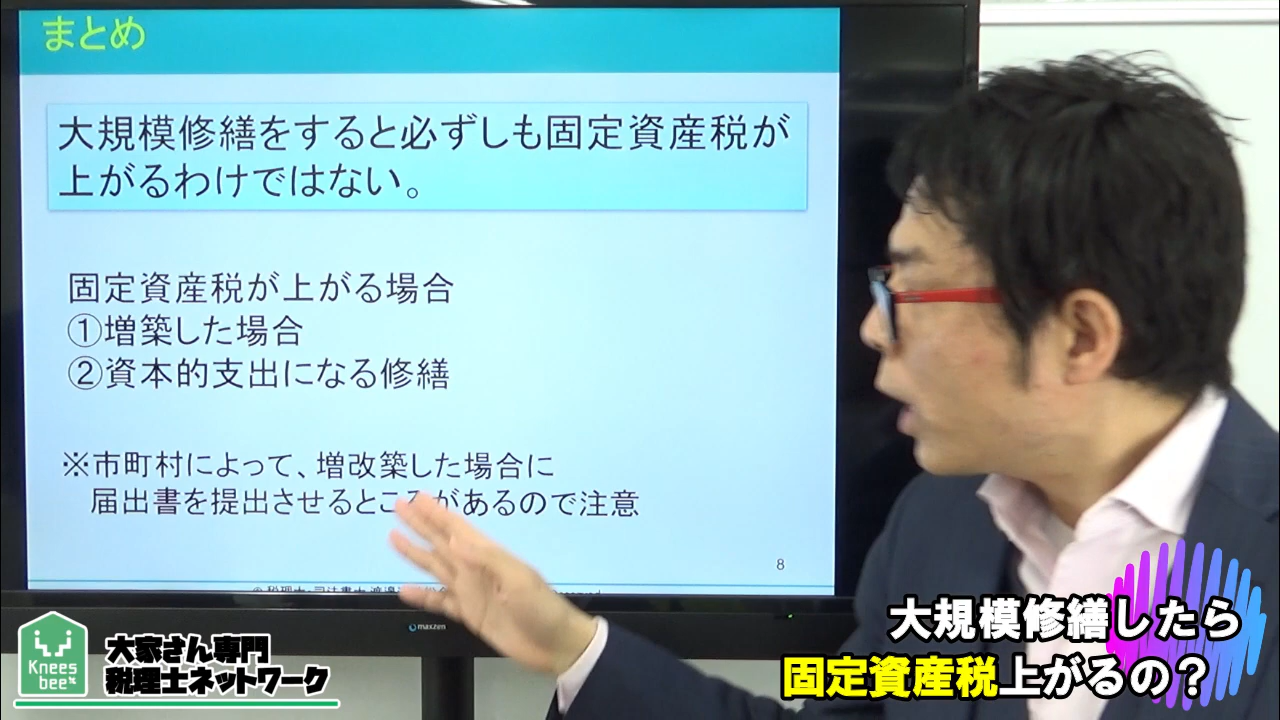 まとめ
大規模修繕をすると必ずしも固定資産税が
上がるわけではない。
固定資産税が上がる場合
①増築した場合
②資本的支出になる修繕
※市町村によって、増改築した場合に
届出書を提出させるところがあるので注意
8
maxzen
Knees
bee
大家さん専門
税理士ネットワーク
大規模修繕したら
固定資産税上がるの？